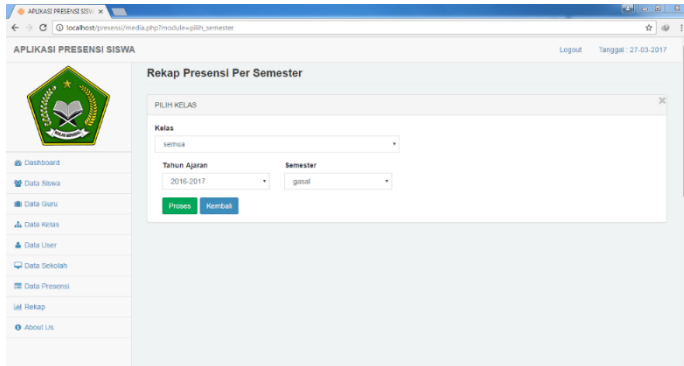 APLIKASI PRESENSI SISW
localhost/presensi/media.php?module=pilih_semester
APLIKASI PRESENSI SISWA
Logout
Tanggal : 27-03-2017
Rekap Presensi Per Semester
PILIH KELAS
Kelas
semua
Tahun Ajaran
Semester
2016-2017
gasal
Proses
Kembali
Dashboard
Data Siswa
Data Guru
Data Kelas
Data User
Data Sekolah
Data Presensi
Rekap
About Us